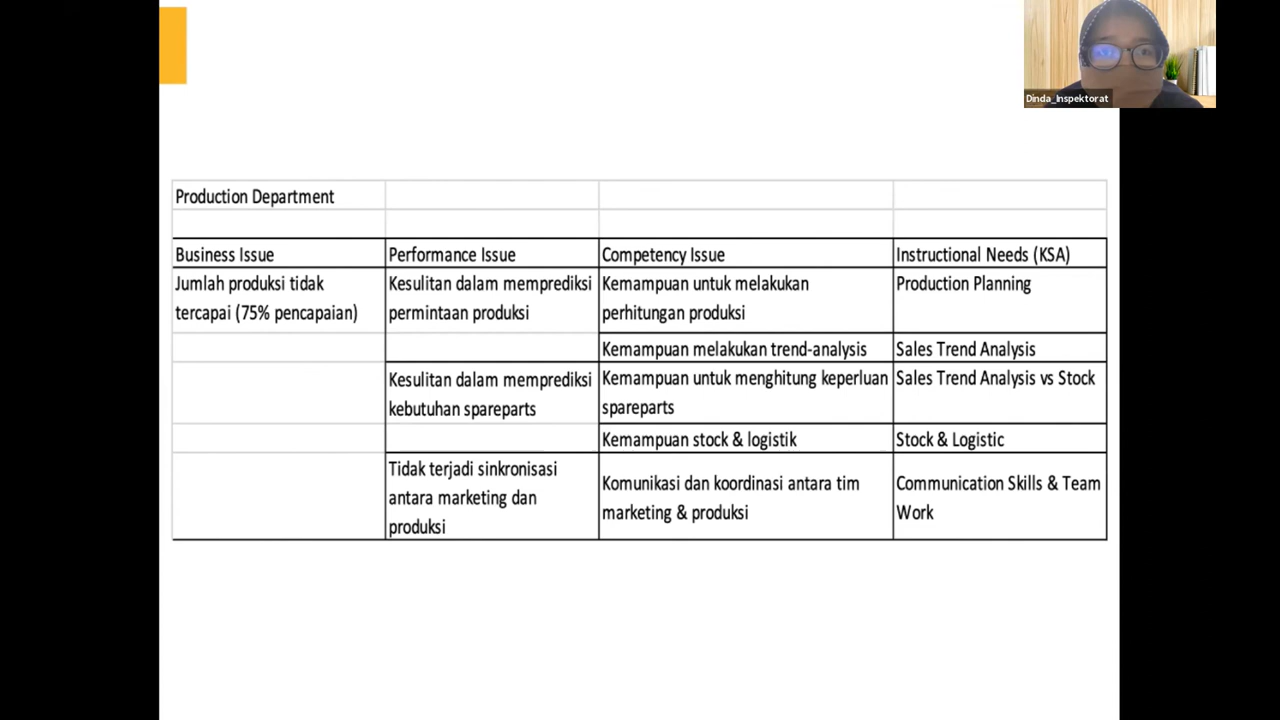 Dinda_Inspektorat
Production Department
Business Issue
Performance Issue
Competency Issue
Instructional Needs (KSA)
Jumlah produksi tidak
tercapai (75% pencapaian)
Kesulitan dalam memprediksi
permintaan produksi
Kemampuan untuk melakukan
perhitungan produksi
Production Planning
Kemampuan melakukan trend-analysis
Sales Trend Analysis
Kesulitan dalam memprediksi
kebutuhan spareparts
Kemampuan untuk menghitung keperluan
spareparts
Sales Trend Analysis vs Stock
Kemampuan stock & logistik
Stock & Logistic
Tidak terjadi sinkronisasi
antara marketing dan
produksi
Komunikasi dan koordinasi antara tim
marketing & produksi
Communication Skills & Team
Work